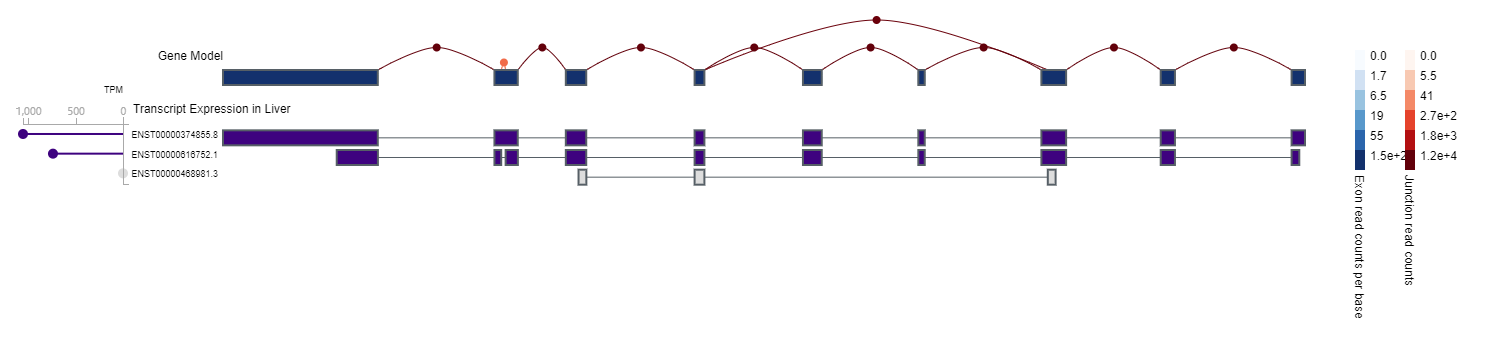 Gene Model
TPM
Transcript Expression in Liver
1,000 500 0
ENST00000374855.8
ENST00000616752.1
ENST00000468981.3
0.0
1.7
6.5
19
55
1.5e+2
Exon read counts per base
0.0
5.5
41
2.7e+2
1.8e+3
1.2e+4
Junction read counts